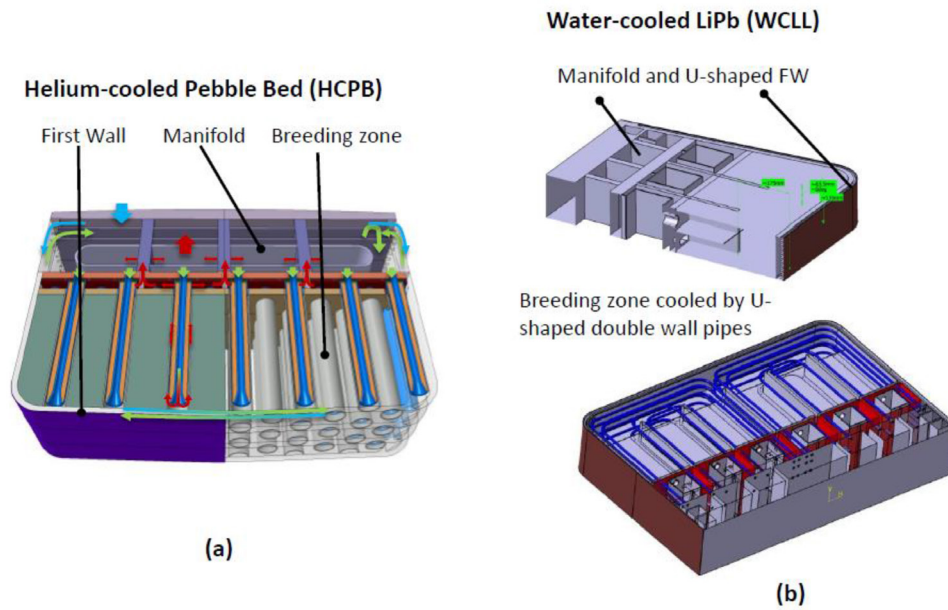 Water-cooled LiPb (WCLL)
Helium-cooled Pebble Bed (HCPB)
Manifold and U-shaped FW
First Wall
Manifold
Breeding zone
Breeding zone cooled by U-
shaped double wall pipes
(a)
(b)